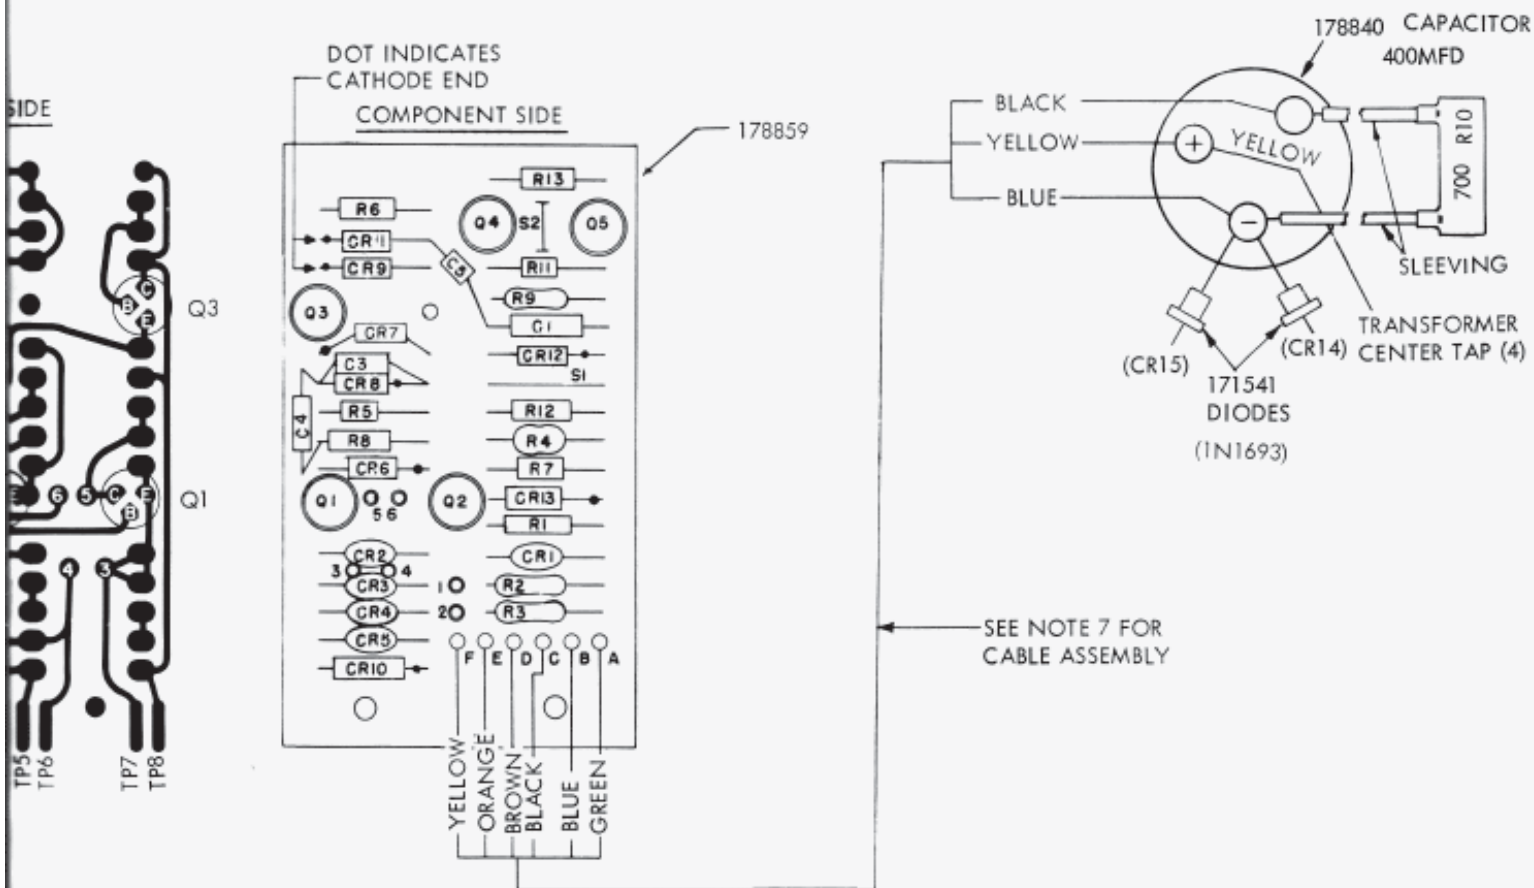 SIDE
Q3
Q1
C
B
E
6
5
C
E
B
4
3
TP5
TP6
TP7
TP8
DOT INDICATES
CATHODE END
COMPONENT SIDE
178859
R13
R6
Q4
S2
Q5
CR11
CR9
C5
R11
R9
Q3
C1
CR7
CR12
C3
S1
CR8
C4
R5
R12
R8
R4
CR6
R7
Q1
5 6
Q2
CR13
R1
CR2
CR1
3
4
CR3
1
R2
CR4
2
R3
CR5
F E D C B A
CR10
YELLOW
ORANGE
BROWN
BLACK
BLUE
GREEN
178840 CAPACITOR
400MFD
BLACK
YELLOW
+
YELLOW
BLUE
−
700 R10
SLEEVING
TRANSFORMER
CENTER TAP (4)
(CR15)
(CR14)
171541
DIODES
(1N1693)
SEE NOTE 7 FOR
CABLE ASSEMBLY